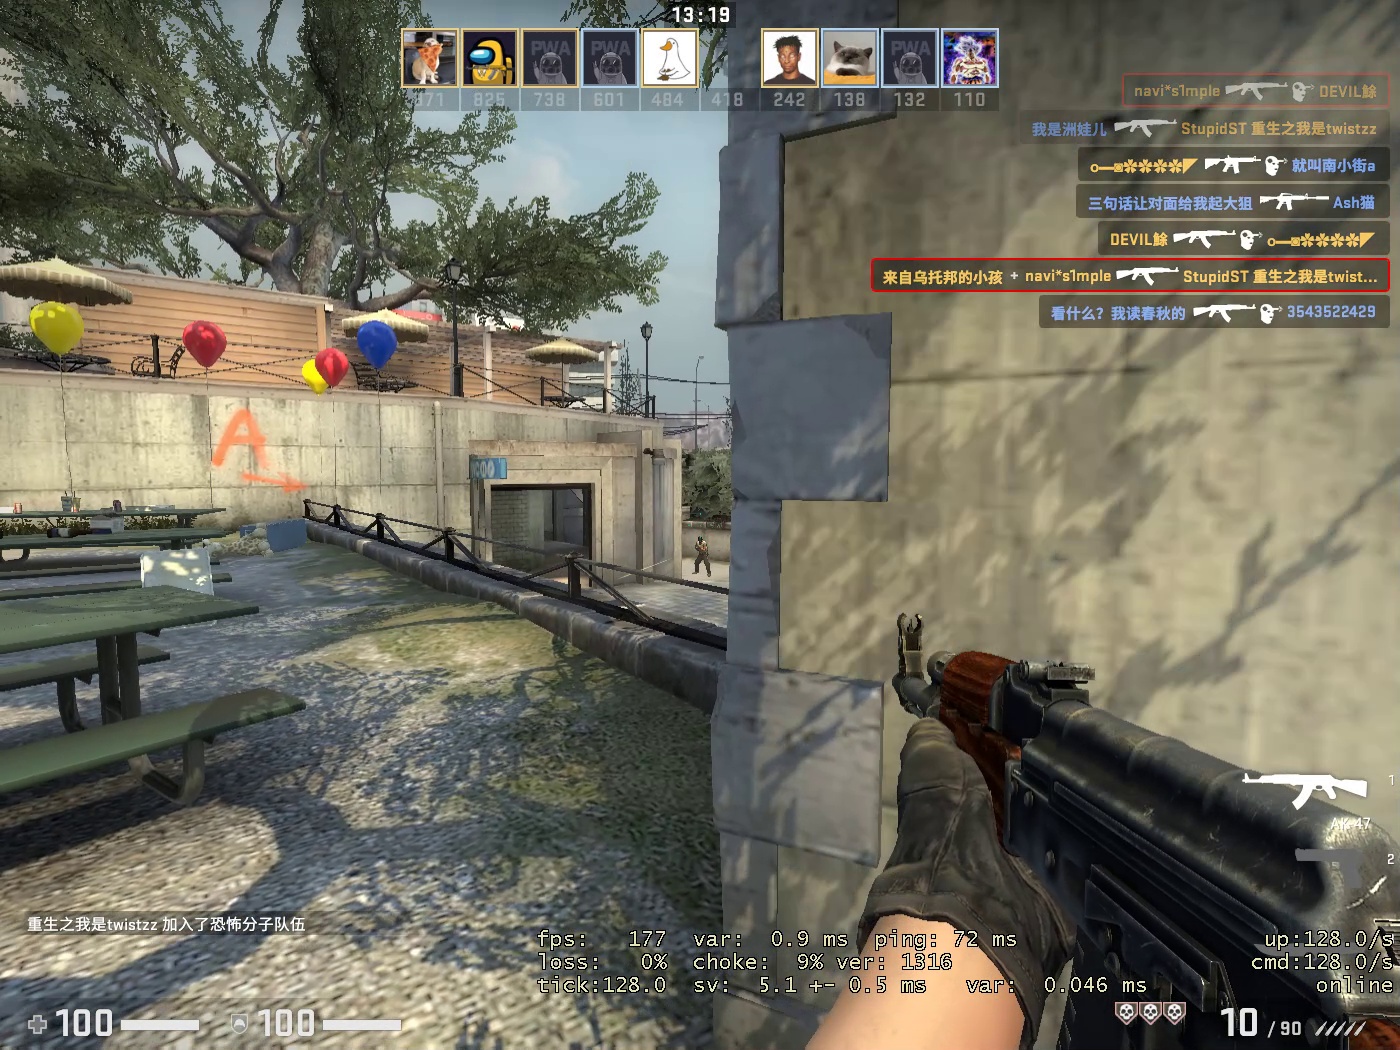 13:19
PWA PWA PWA
871 825 738 601 484 418 242 138 132 110
navi*s1mple DEVIL鮽
我是洲娃儿 StupidST 重生之我是twistzz
就叫南小街a
三句话让对面给我起大狙 Ash猫
DEVIL鮽
来自乌托邦的小孩 + navi*s1mple StupidST 重生之我是twist...
看什么？我读春秋的 3543522429
A
1
AK-47
2
重生之我是twistzz 加入了恐怖分子队伍
fps: 177 var: 0.9 ms ping: 72 ms up:128.0/s
loss: 0% choke: 9% ver: 1316 cmd:128.0/s
tick:128.0 sv: 5.1 +- 0.5 ms var: 0.046 ms online
100 100 10 / 90